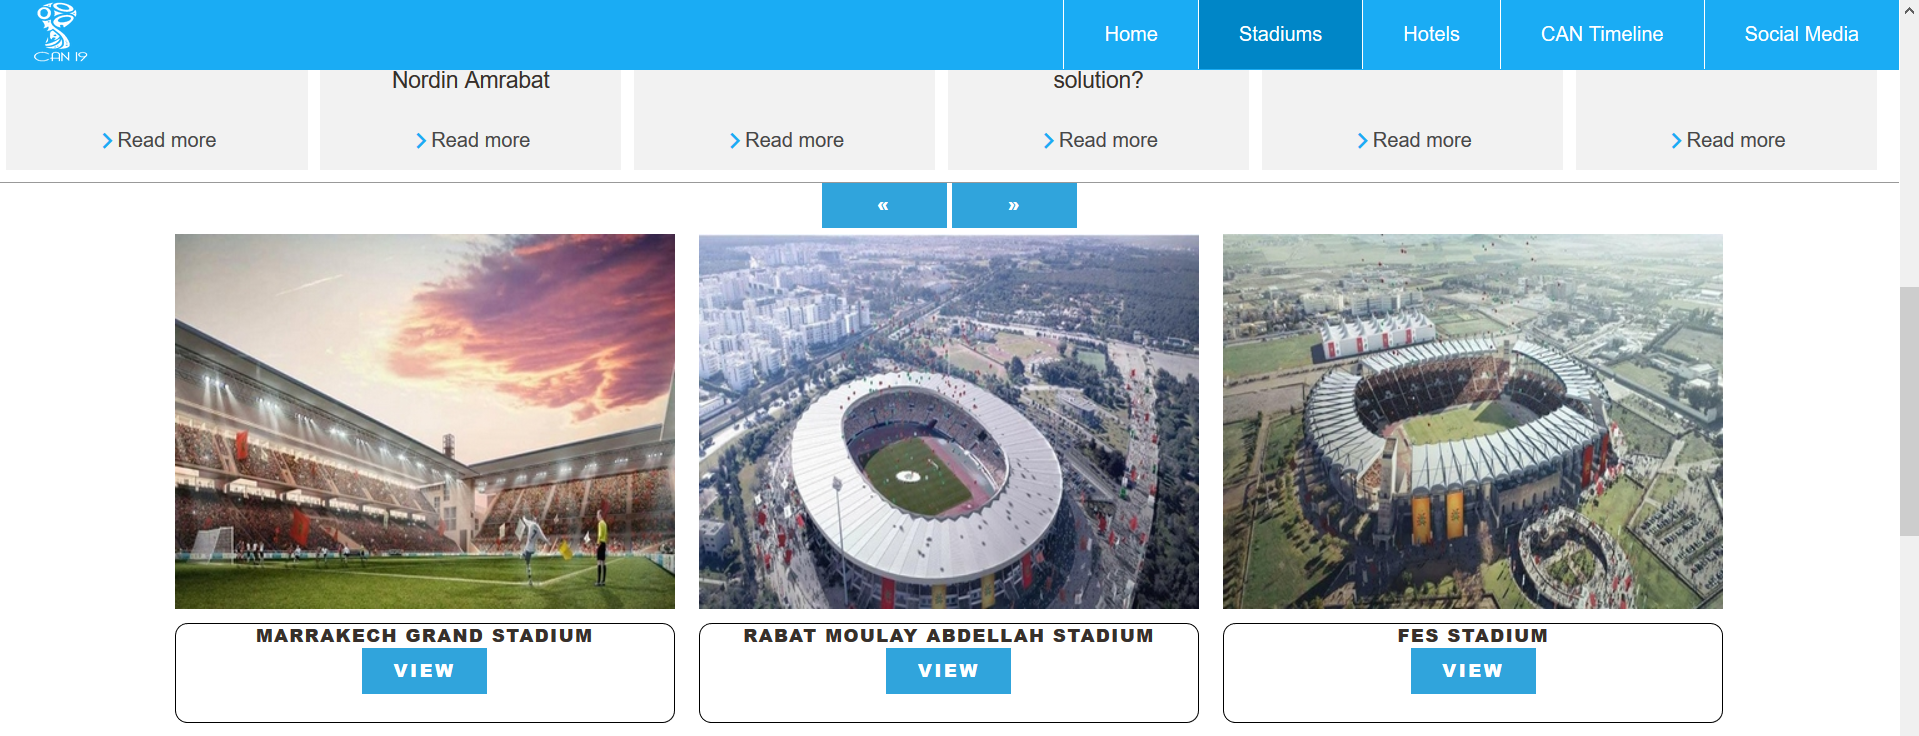 CAN 19
Home
Stadiums
Hotels
CAN Timeline
Social Media
Nordin Amrabat
solution?
Read more
Read more
Read more
Read more
Read more
Read more
«
»
MARRAKECH GRAND STADIUM
RABAT MOULAY ABDELLAH STADIUM
FES STADIUM
VIEW
VIEW
VIEW